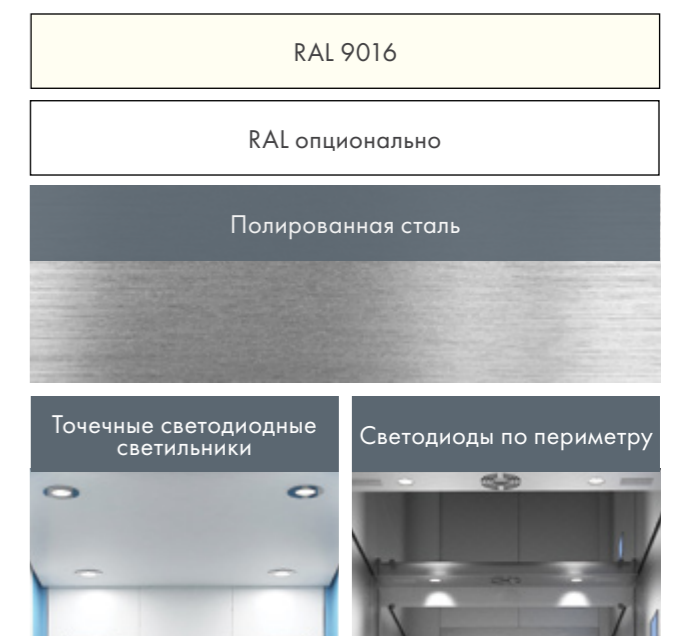 RAL 9016
RAL опционально
Полированная сталь
Точечные светодиодные
светильники
Светодиоды по периметру